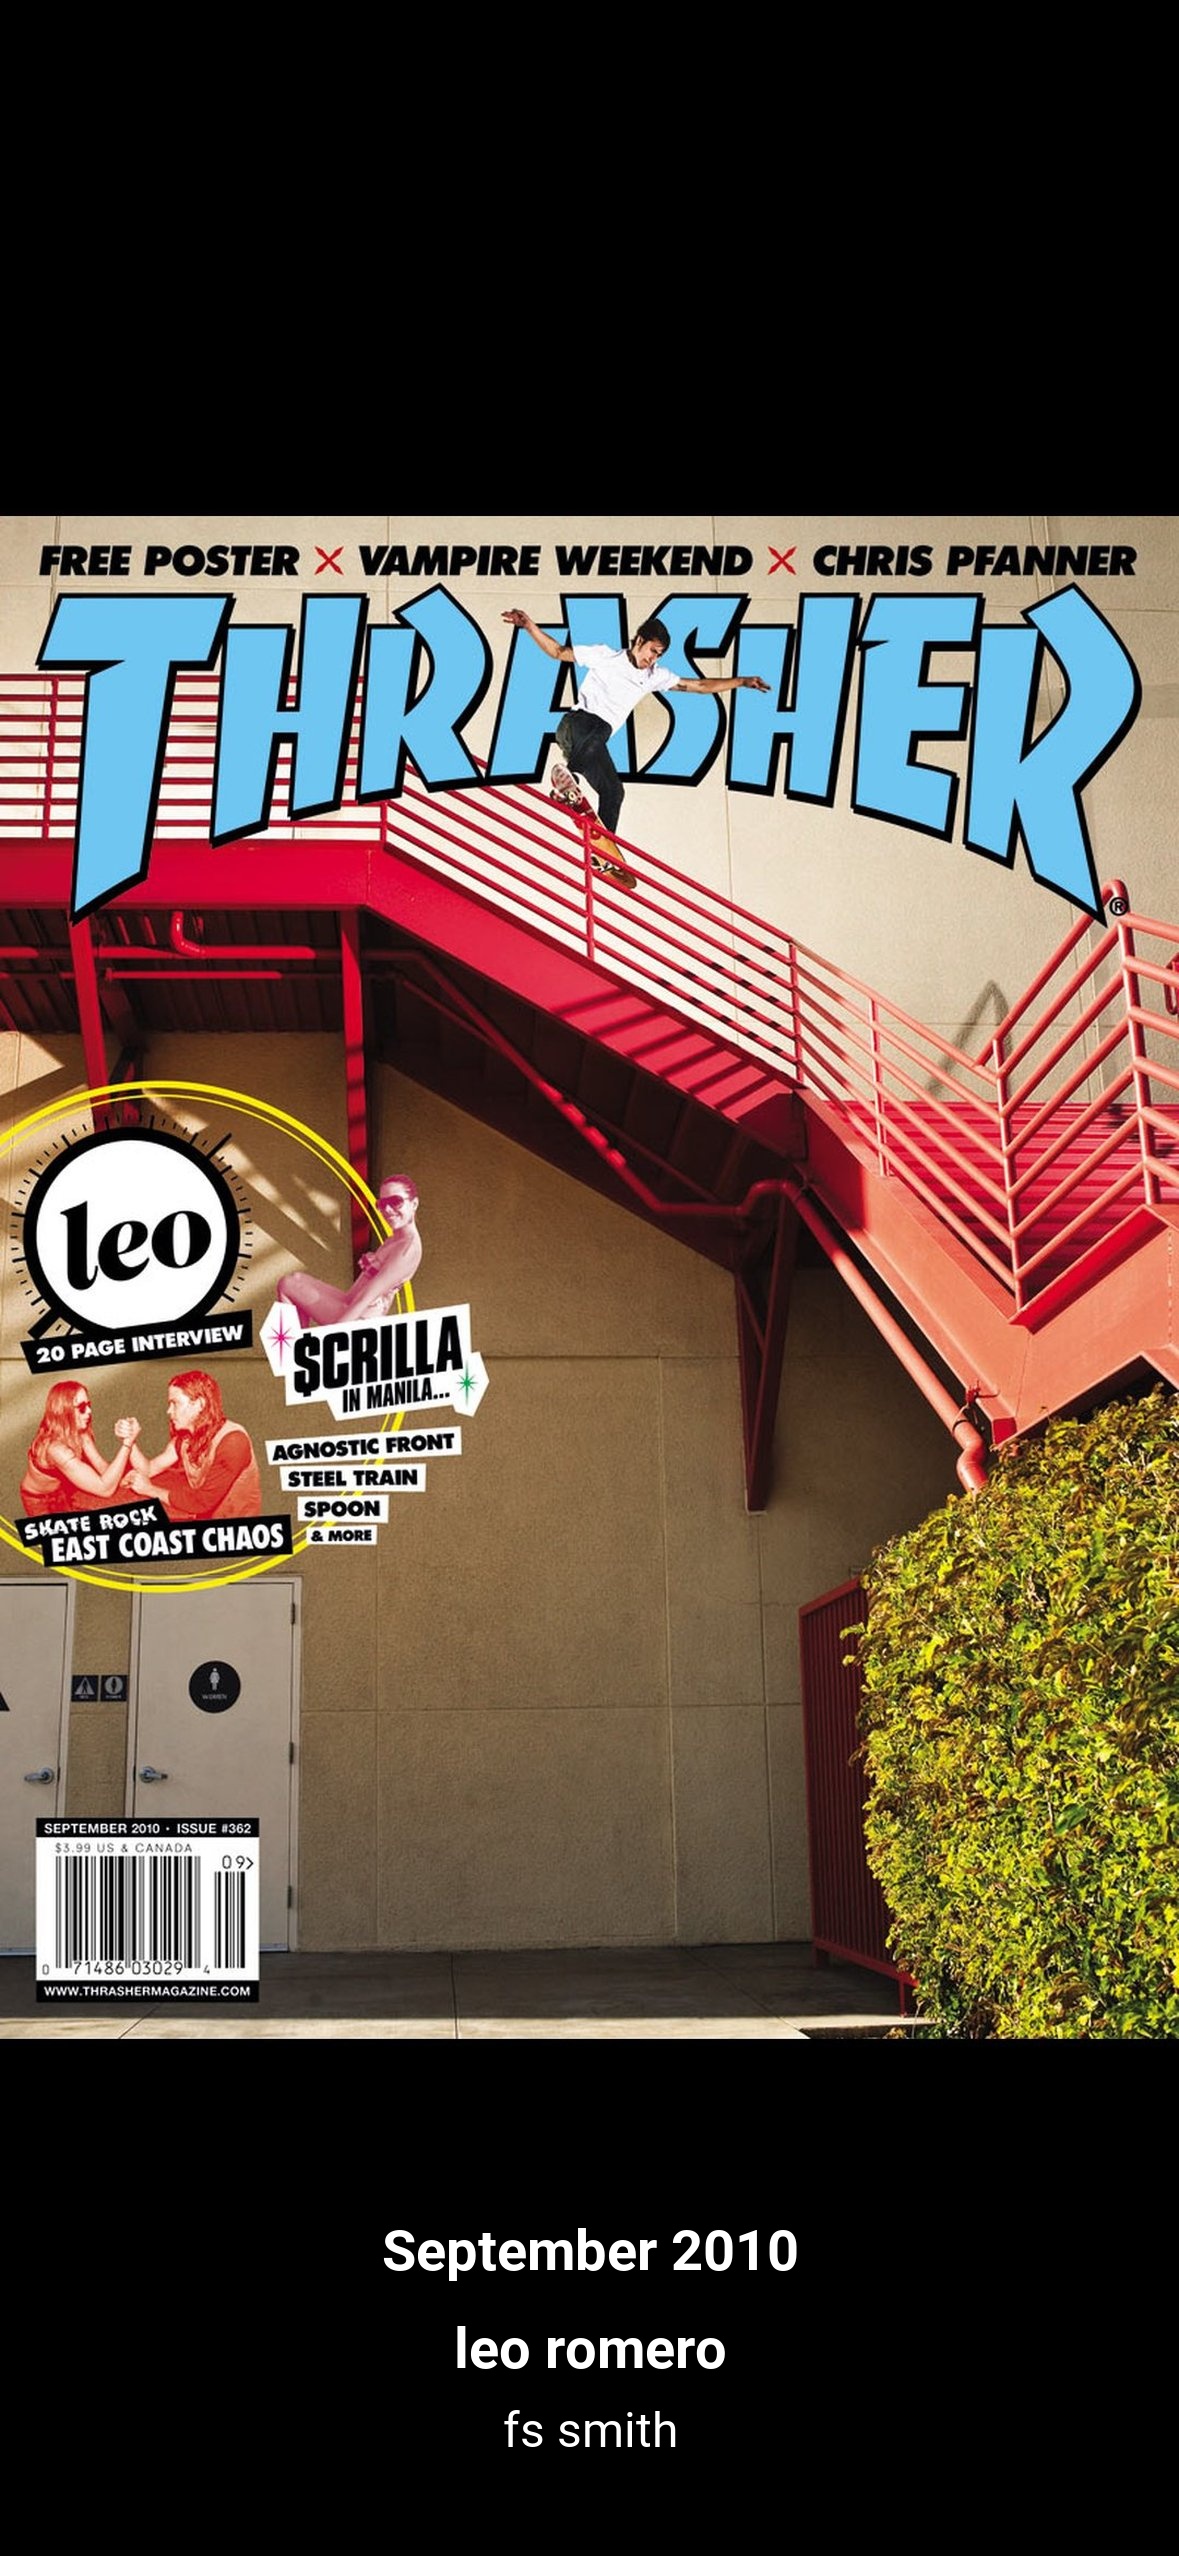 FREE POSTER X VAMPIRE WEEKEND X CHRIS PFANNER
THRASHER
®
leo
20 PAGE INTERVIEW
$CRILLA
IN MANILA...
AGNOSTIC FRONT
STEEL TRAIN
SPOON
& MORE
SKATE ROCK
EAST COAST CHAOS
WOMEN
SEPTEMBER 2010 · ISSUE #362
$3.99 US & CANADA
09>
0 71486 03029 4
WWW.THRASHERMAGAZINE.COM
September 2010
leo romero
fs smith